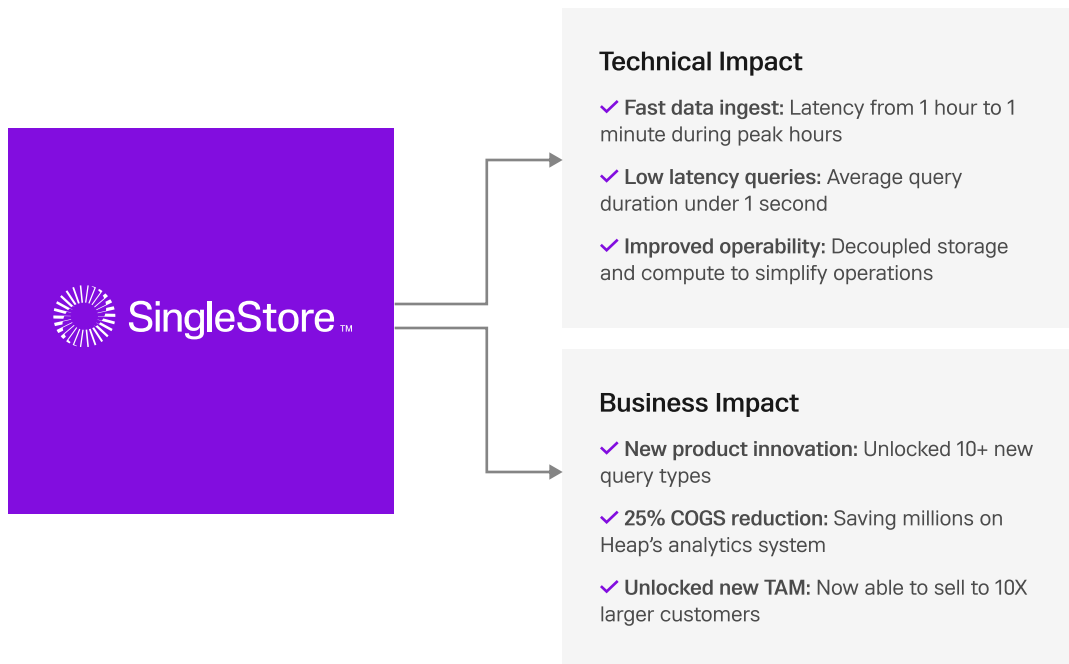 SingleStore™
Technical Impact
Fast data ingest: Latency from 1 hour to 1
minute during peak hours
Low latency queries: Average query
duration under 1 second
Improved operability: Decoupled storage
and compute to simplify operations
Business Impact
New product innovation: Unlocked 10+ new
query types
25% COGS reduction: Saving millions on
Heap’s analytics system
Unlocked new TAM: Now able to sell to 10X
larger customers